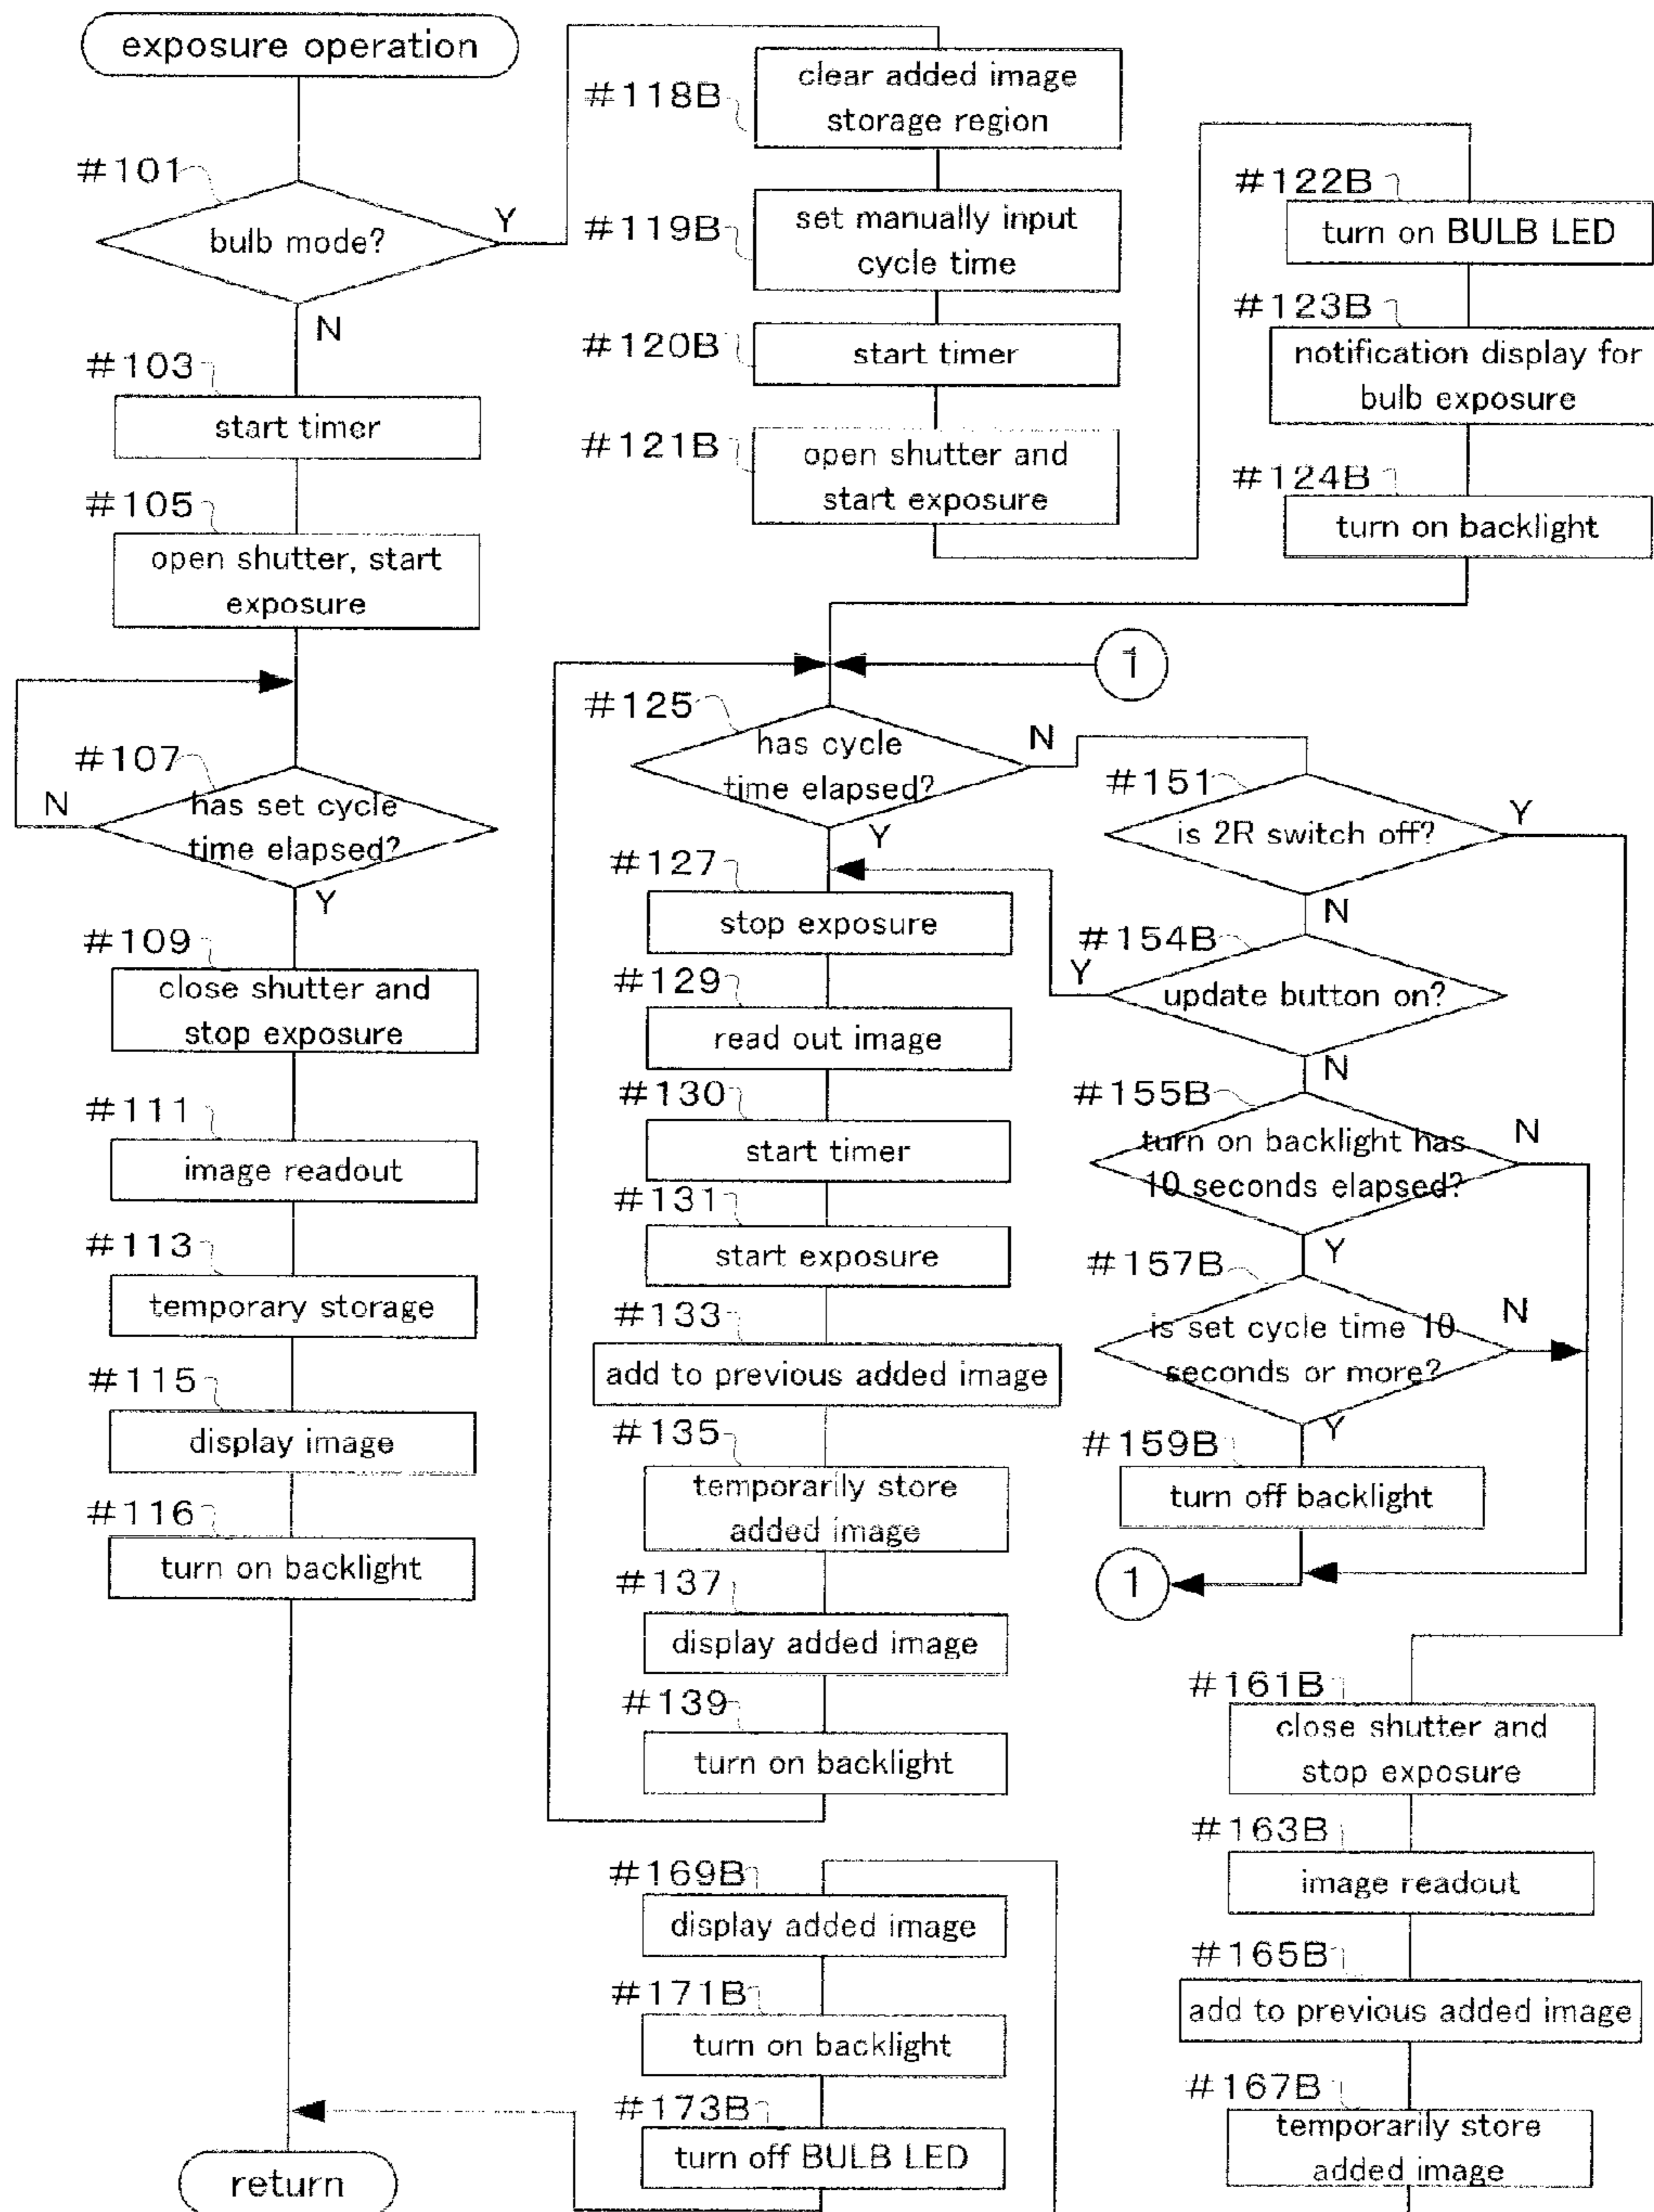 exposure operation
#101
bulb mode?
Y
N
#103
start timer
#105
open shutter, start
exposure
#107
has set cycle
time elapsed?
N
Y
#109
close shutter and
stop exposure
#111
image readout
#113
temporary storage
#115
display image
#116
turn on backlight
return
#118B
clear added image
storage region
#119B
set manually input
cycle time
#120B
start timer
#121B
open shutter and
start exposure
#122B
turn on BULB LED
#123B
notification display for
bulb exposure
#124B
turn on backlight
1
#125
has cycle
time elapsed?
N
Y
#127
stop exposure
#129
read out image
#130
start timer
#131
start exposure
#133
add to previous added image
#135
temporarily store
added image
#137
display added image
#139
turn on backlight
#151
is 2R switch off?
Y
N
#154B
update button on?
Y
N
#155B
turn on backlight has
10 seconds elapsed?
N
Y
#157B
is set cycle time 10
seconds or more?
N
Y
#159B
turn off backlight
1
#161B
close shutter and
stop exposure
#163B
image readout
#165B
add to previous added image
#167B
temporarily store
added image
#169B
display added image
#171B
turn on backlight
#173B
turn off BULB LED